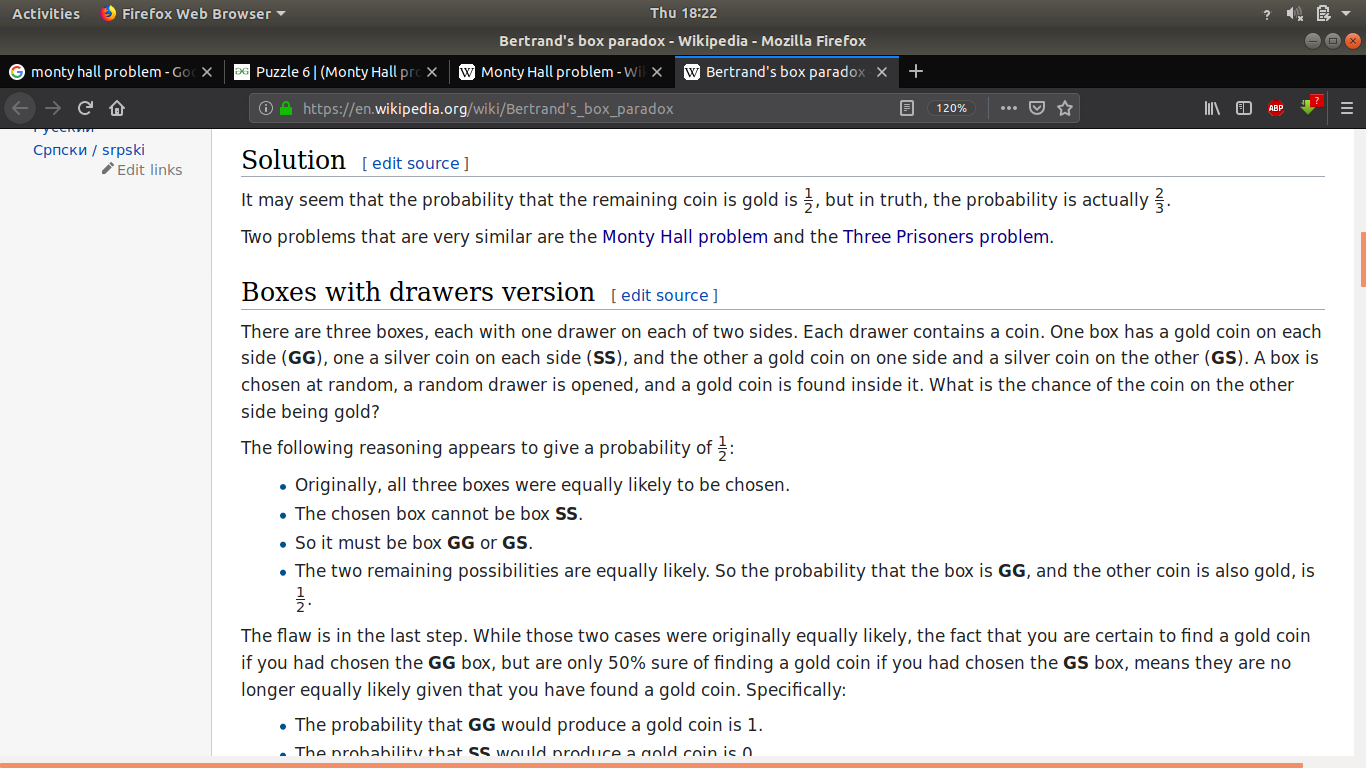 Activities Firefox Web Browser Thu 18:22 ?
Bertrand's box paradox - Wikipedia - Mozilla Firefox
monty hall problem - Goo Puzzle 6 | (Monty Hall pr Monty Hall problem - Wi Bertrand's box paradox
https://en.wikipedia.org/wiki/Bertrand's_box_paradox 120% ABP ?
Русский
Српски / srpski
Edit links
Solution [ edit source ]
It may seem that the probability that the remaining coin is gold is 1/2, but in truth, the probability is actually 2/3.
Two problems that are very similar are the Monty Hall problem and the Three Prisoners problem.
Boxes with drawers version [ edit source ]
There are three boxes, each with one drawer on each of two sides. Each drawer contains a coin. One box has a gold coin on each
side (GG), one a silver coin on each side (SS), and the other a gold coin on one side and a silver coin on the other (GS). A box is
chosen at random, a random drawer is opened, and a gold coin is found inside it. What is the chance of the coin on the other
side being gold?
The following reasoning appears to give a probability of 1/2:
• Originally, all three boxes were equally likely to be chosen.
• The chosen box cannot be box SS.
• So it must be box GG or GS.
• The two remaining possibilities are equally likely. So the probability that the box is GG, and the other coin is also gold, is
1/2.
The flaw is in the last step. While those two cases were originally equally likely, the fact that you are certain to find a gold coin
if you had chosen the GG box, but are only 50% sure of finding a gold coin if you had chosen the GS box, means they are no
longer equally likely given that you have found a gold coin. Specifically:
• The probability that GG would produce a gold coin is 1.
• The probability that SS would produce a gold coin is 0.